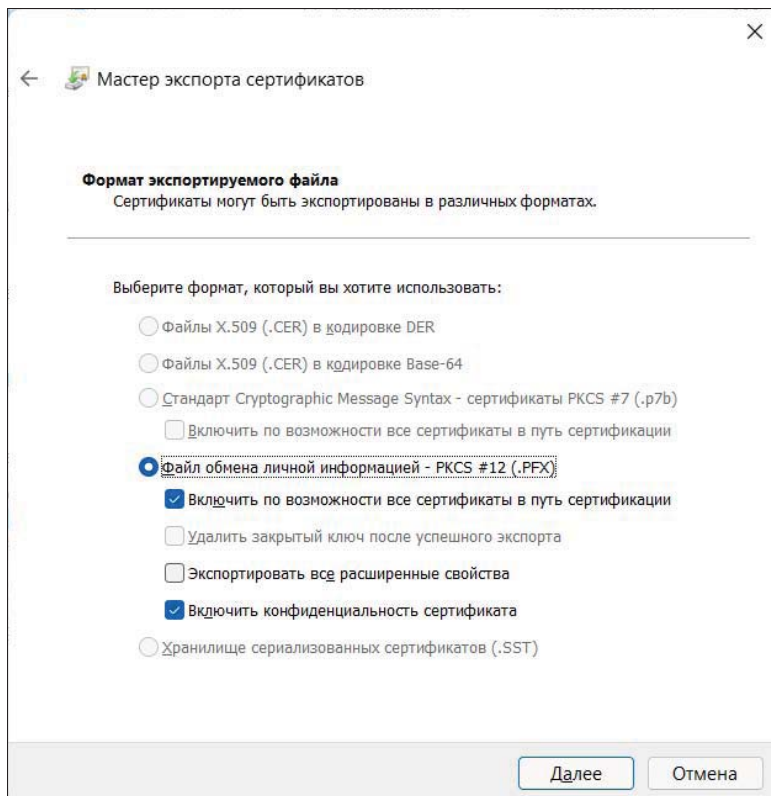 Мастер экспорта сертификатов
Формат экспортируемого файла
Сертификаты могут быть экспортированы в различных форматах.
Выберите формат, который вы хотите использовать:
Файлы X.509 (.CER) в кодировке DER
Файлы X.509 (.CER) в кодировке Base-64
Стандарт Cryptographic Message Syntax - сертификаты PKCS #7 (.p7b)
Включить по возможности все сертификаты в путь сертификации
Файл обмена личной информацией - PKCS #12 (.PFX)
Включить по возможности все сертификаты в путь сертификации
Удалить закрытый ключ после успешного экспорта
Экспортировать все расширенные свойства
Включить конфиденциальность сертификата
Хранилище сериализованных сертификатов (.SST)
Далее
Отмена